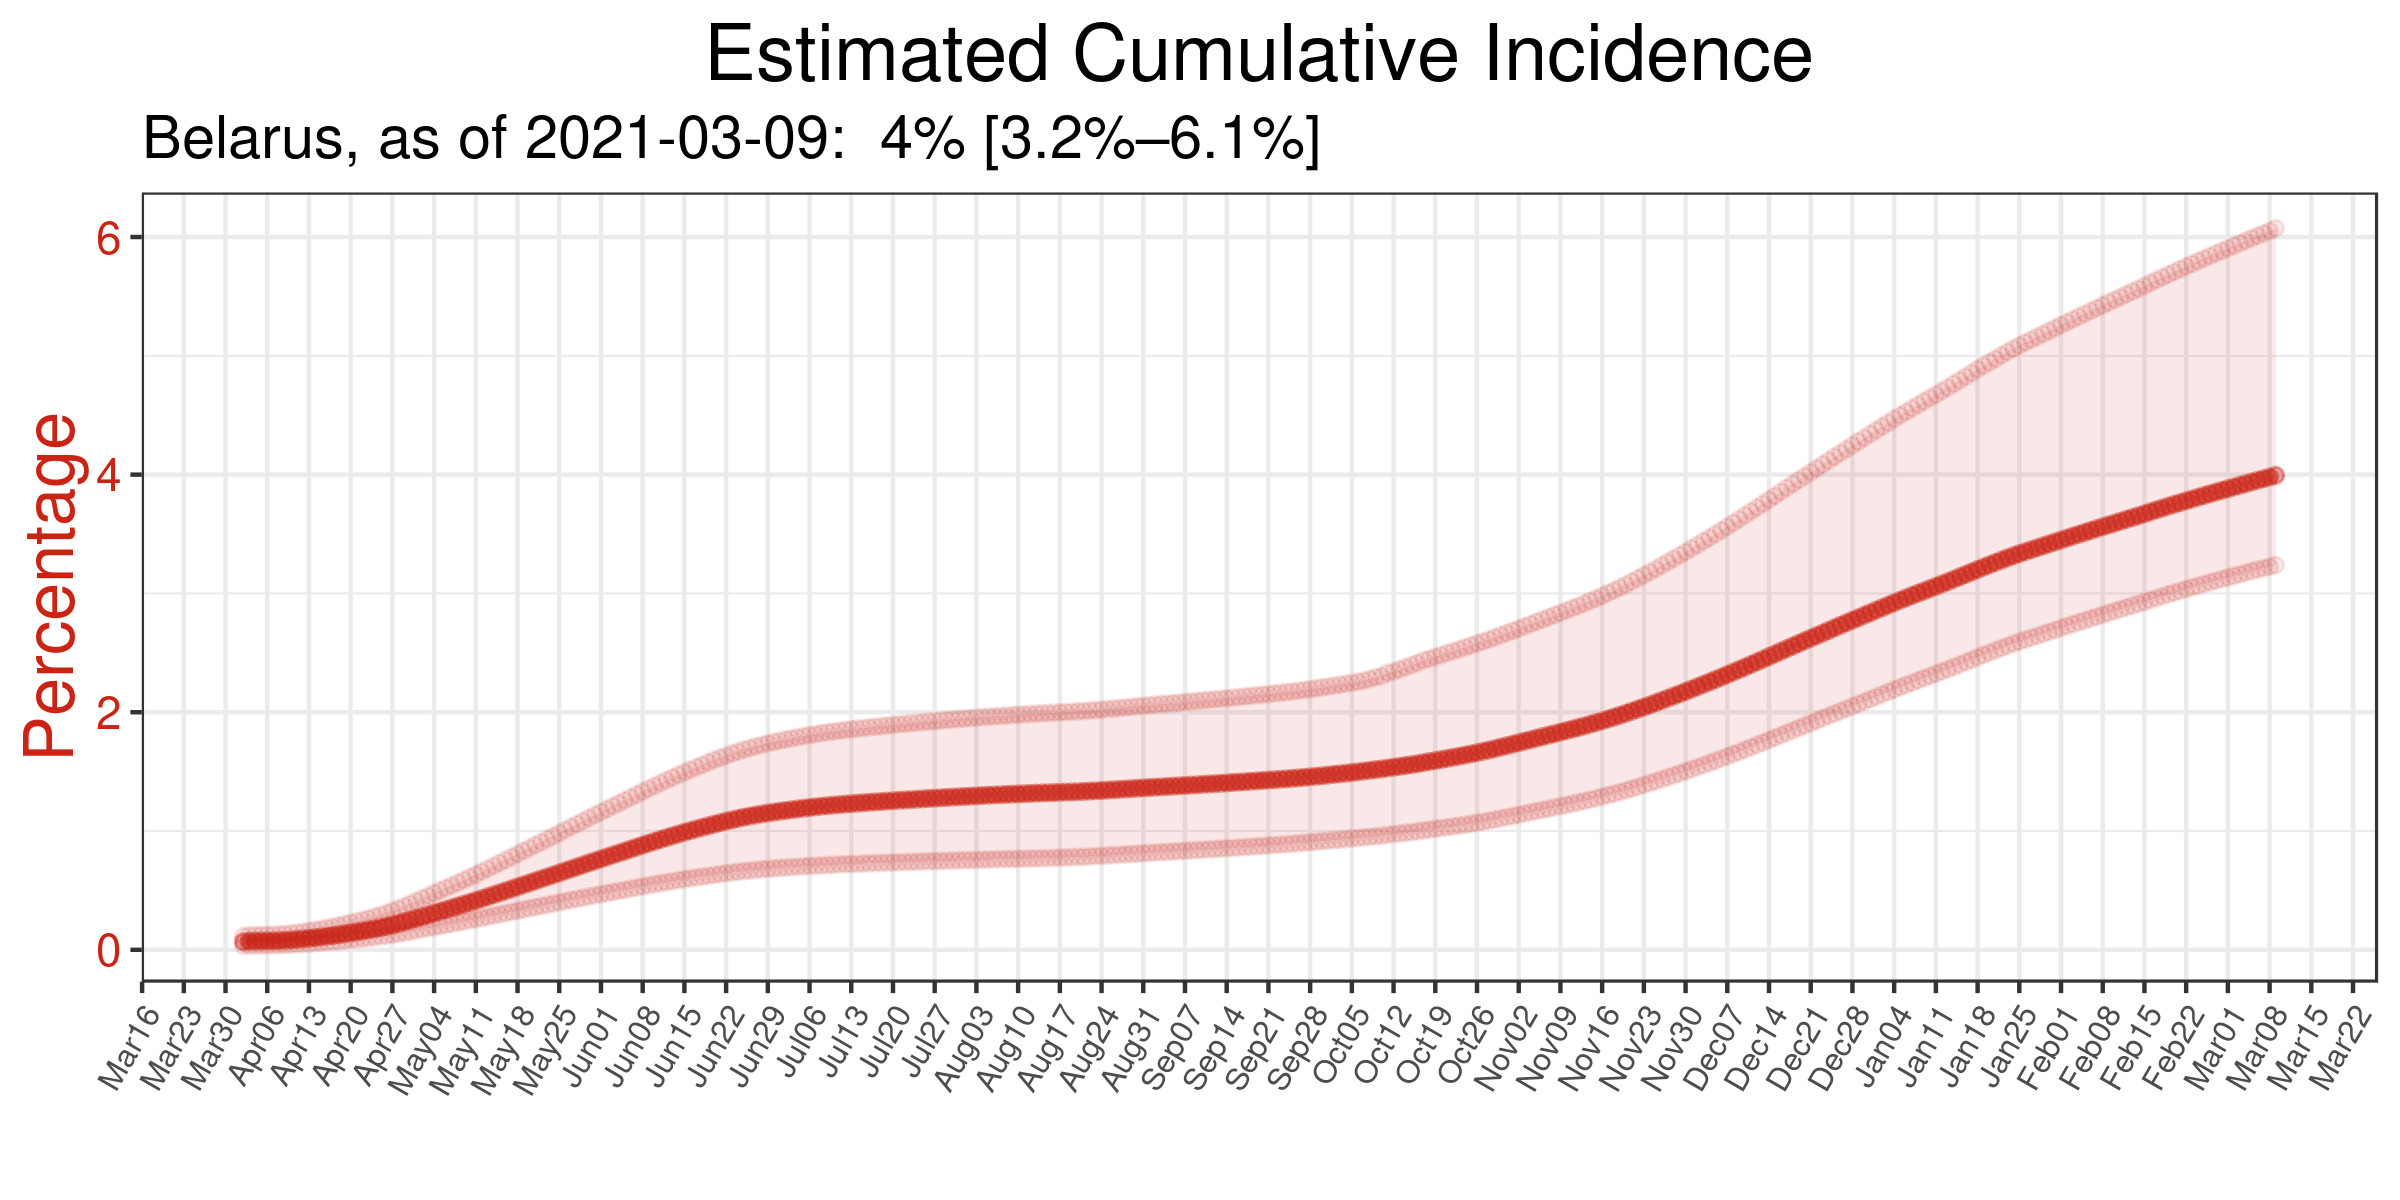 Estimated Cumulative Incidence
Belarus, as of 2021-03-09:  4% [3.2%–6.1%]
Percentage
6
4
2
0
Mar16
Mar23
Mar30
Apr06
Apr13
Apr20
Apr27
May04
May11
May18
May25
Jun01
Jun08
Jun15
Jun22
Jun29
Jul06
Jul13
Jul20
Jul27
Aug03
Aug10
Aug17
Aug24
Aug31
Sep07
Sep14
Sep21
Sep28
Oct05
Oct12
Oct19
Oct26
Nov02
Nov09
Nov16
Nov23
Nov30
Dec07
Dec14
Dec21
Dec28
Jan04
Jan11
Jan18
Jan25
Feb01
Feb08
Feb15
Feb22
Mar01
Mar08
Mar15
Mar22